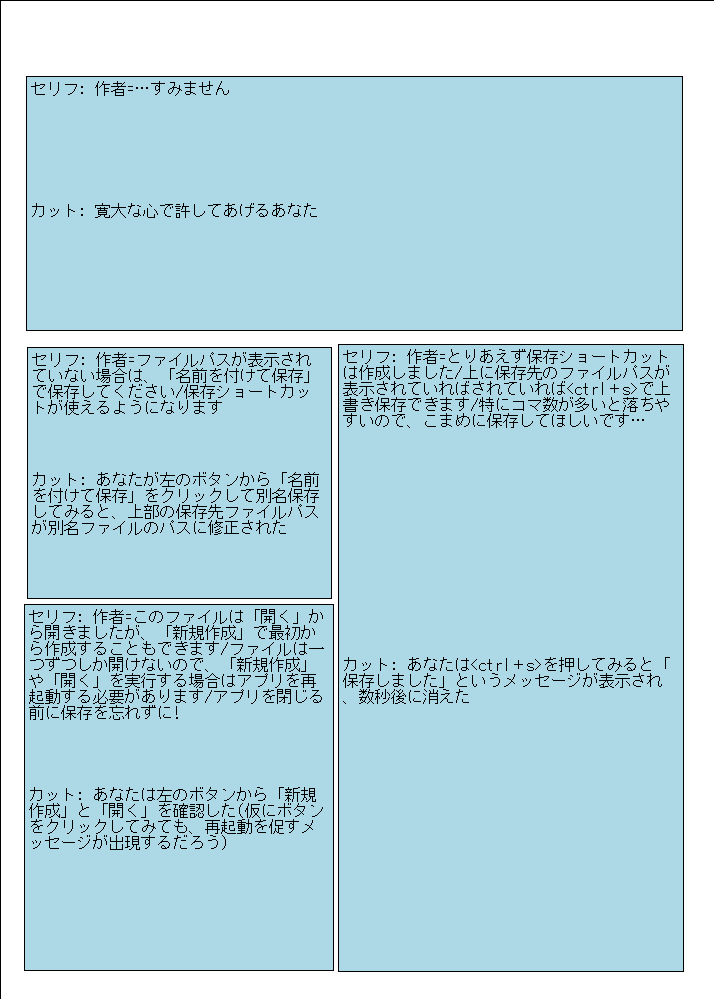 セリフ: 作者=…すみません
カット: 寛大な心で許してあげるあなた
セリフ: 作者=とりあえず保存ショートカット
は作成しました/上に保存先のファイルパスが
表示されていればされていれば<ctrl+s>で上
書き保存できます/特にコマ数が多いと落ちや
すいので、こまめに保存してほしいです…
カット: あなたは<ctrl+s>を押してみると「
保存しました」というメッセージが表示され
、数秒後に消えた
セリフ: 作者=ファイルパスが表示され
ていない場合は、「名前を付けて保存」
で保存してください/保存ショートカッ
トが使えるようになります
カット: あなたが左のボタンから「名前
を付けて保存」をクリックして別名保存
してみると、上部の保存先ファイルパス
が別名ファイルのパスに修正された
セリフ: 作者=このファイルは「開く」か
ら開きましたが、「新規作成」で最初か
ら作成することもできます/ファイルは一
つずつしか開けないので、「新規作成」
や「開く」を実行する場合はアプリを再
起動する必要があります/アプリを閉じる
前に保存を忘れずに!
カット: あなたは左のボタンから「新規
作成」と「開く」を確認した(仮にボタン
をクリックしてみても、再起動を促すメ
ッセージが出現するだろう)